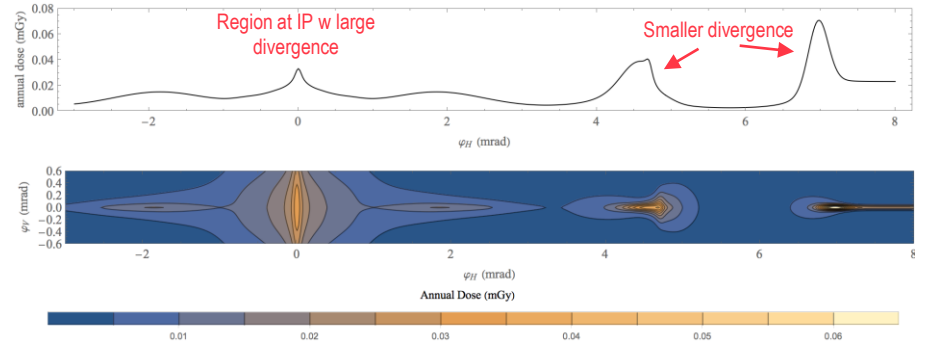 Region at IP w large
divergence
Smaller divergence
annual dose (mGy)
0.08
0.06
0.04
0.02
0.00
−2 0 2 4 6 8
φH (mrad)
φV (mrad)
0.6
0.4
0.2
0.0
−0.2
−0.4
−0.6
−2 0 2 4 6 8
φH (mrad)
Annual Dose (mGy)
0.01 0.02 0.03 0.04 0.05 0.06